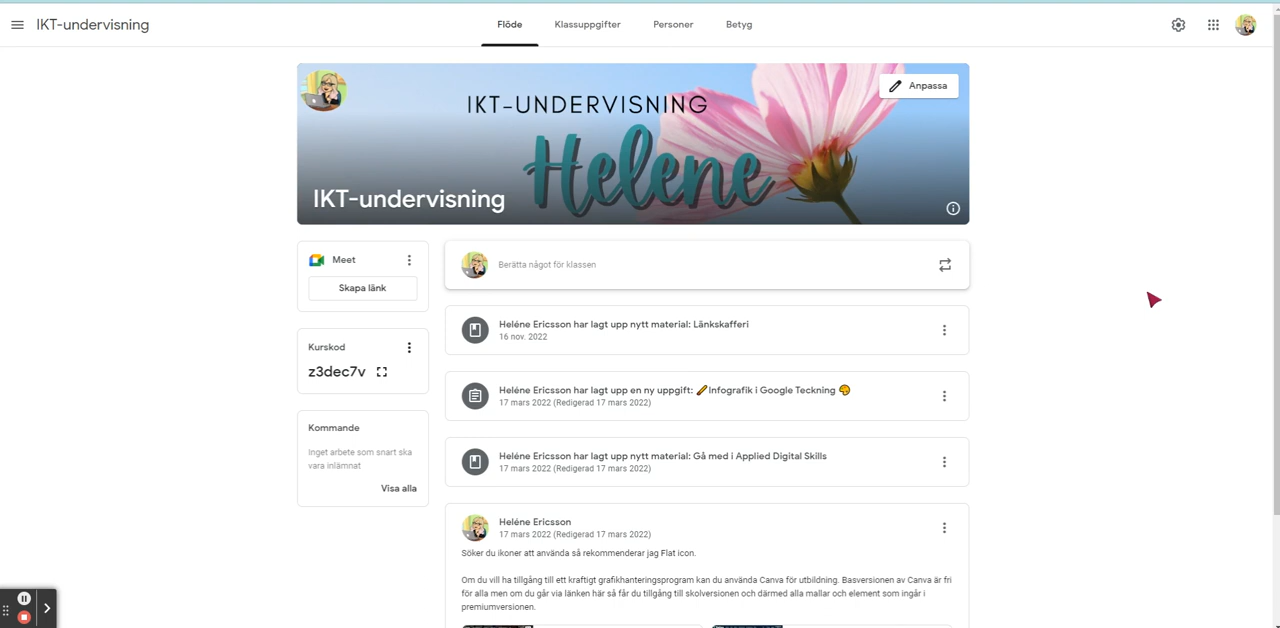 IKT-undervisning
Flöde
Klassuppgifter
Personer
Betyg
Anpassa
IKT-UNDERVISNING
Helene
IKT-undervisning
Meet
Skapa länk
Berätta något för klassen
Kurskod
z3dec7v
Kommande
Inget arbete som snart ska
vara inlämnat
Visa alla
Heléne Ericsson har lagt upp nytt material: Länkskafferi
16 nov. 2022
Heléne Ericsson har lagt upp en ny uppgift: 🖍️Infografik i Google Teckning 🎨
17 mars 2022 (Redigerad 17 mars 2022)
Heléne Ericsson har lagt upp nytt material: Gå med i Applied Digital Skills
17 mars 2022 (Redigerad 17 mars 2022)
Heléne Ericsson
17 mars 2022 (Redigerad 17 mars 2022)
Söker du ikoner att använda så rekommenderar jag Flat icon.
Om du vill ha tillgång till ett kraftigt grafikhanteringsprogram kan du använda Canva för utbildning. Basversionen av Canva är fri
för alla men om du går via länken här så får du tillgång till skolversionen och därmed alla mallar och element som ingår i
premiumversionen.